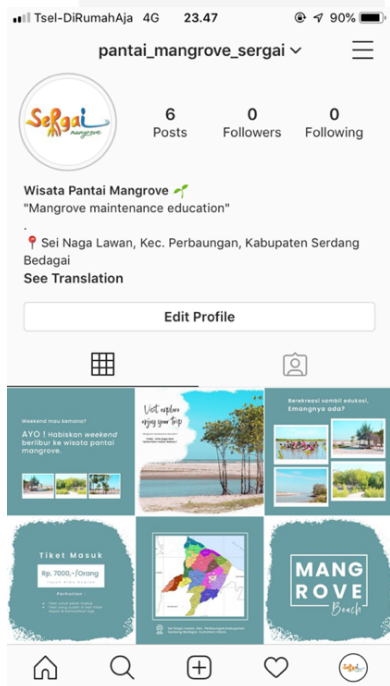 Tsel-DiRumahAja 4G 23.47 90%
pantai_mangrove_sergai
SeRgai
mangrove
6 0 0
Posts Followers Following
Wisata Pantai Mangrove
"Mangrove maintenance education"
.
Sei Naga Lawan, Kec. Perbaungan, Kabupaten Serdang
Bedagai
See Translation
Edit Profile
Weekend mau kemana?
AYO ! Habiskan weekend
berlibur ke wisata pantai
mangrove.
Visit explore
enjoy your trip
Berekreasi sambil edukasi,
Emangnya ada?
Tiket Masuk
Rp. 7000,-/Orang
Perhatian :
MANG
ROVE
Beach